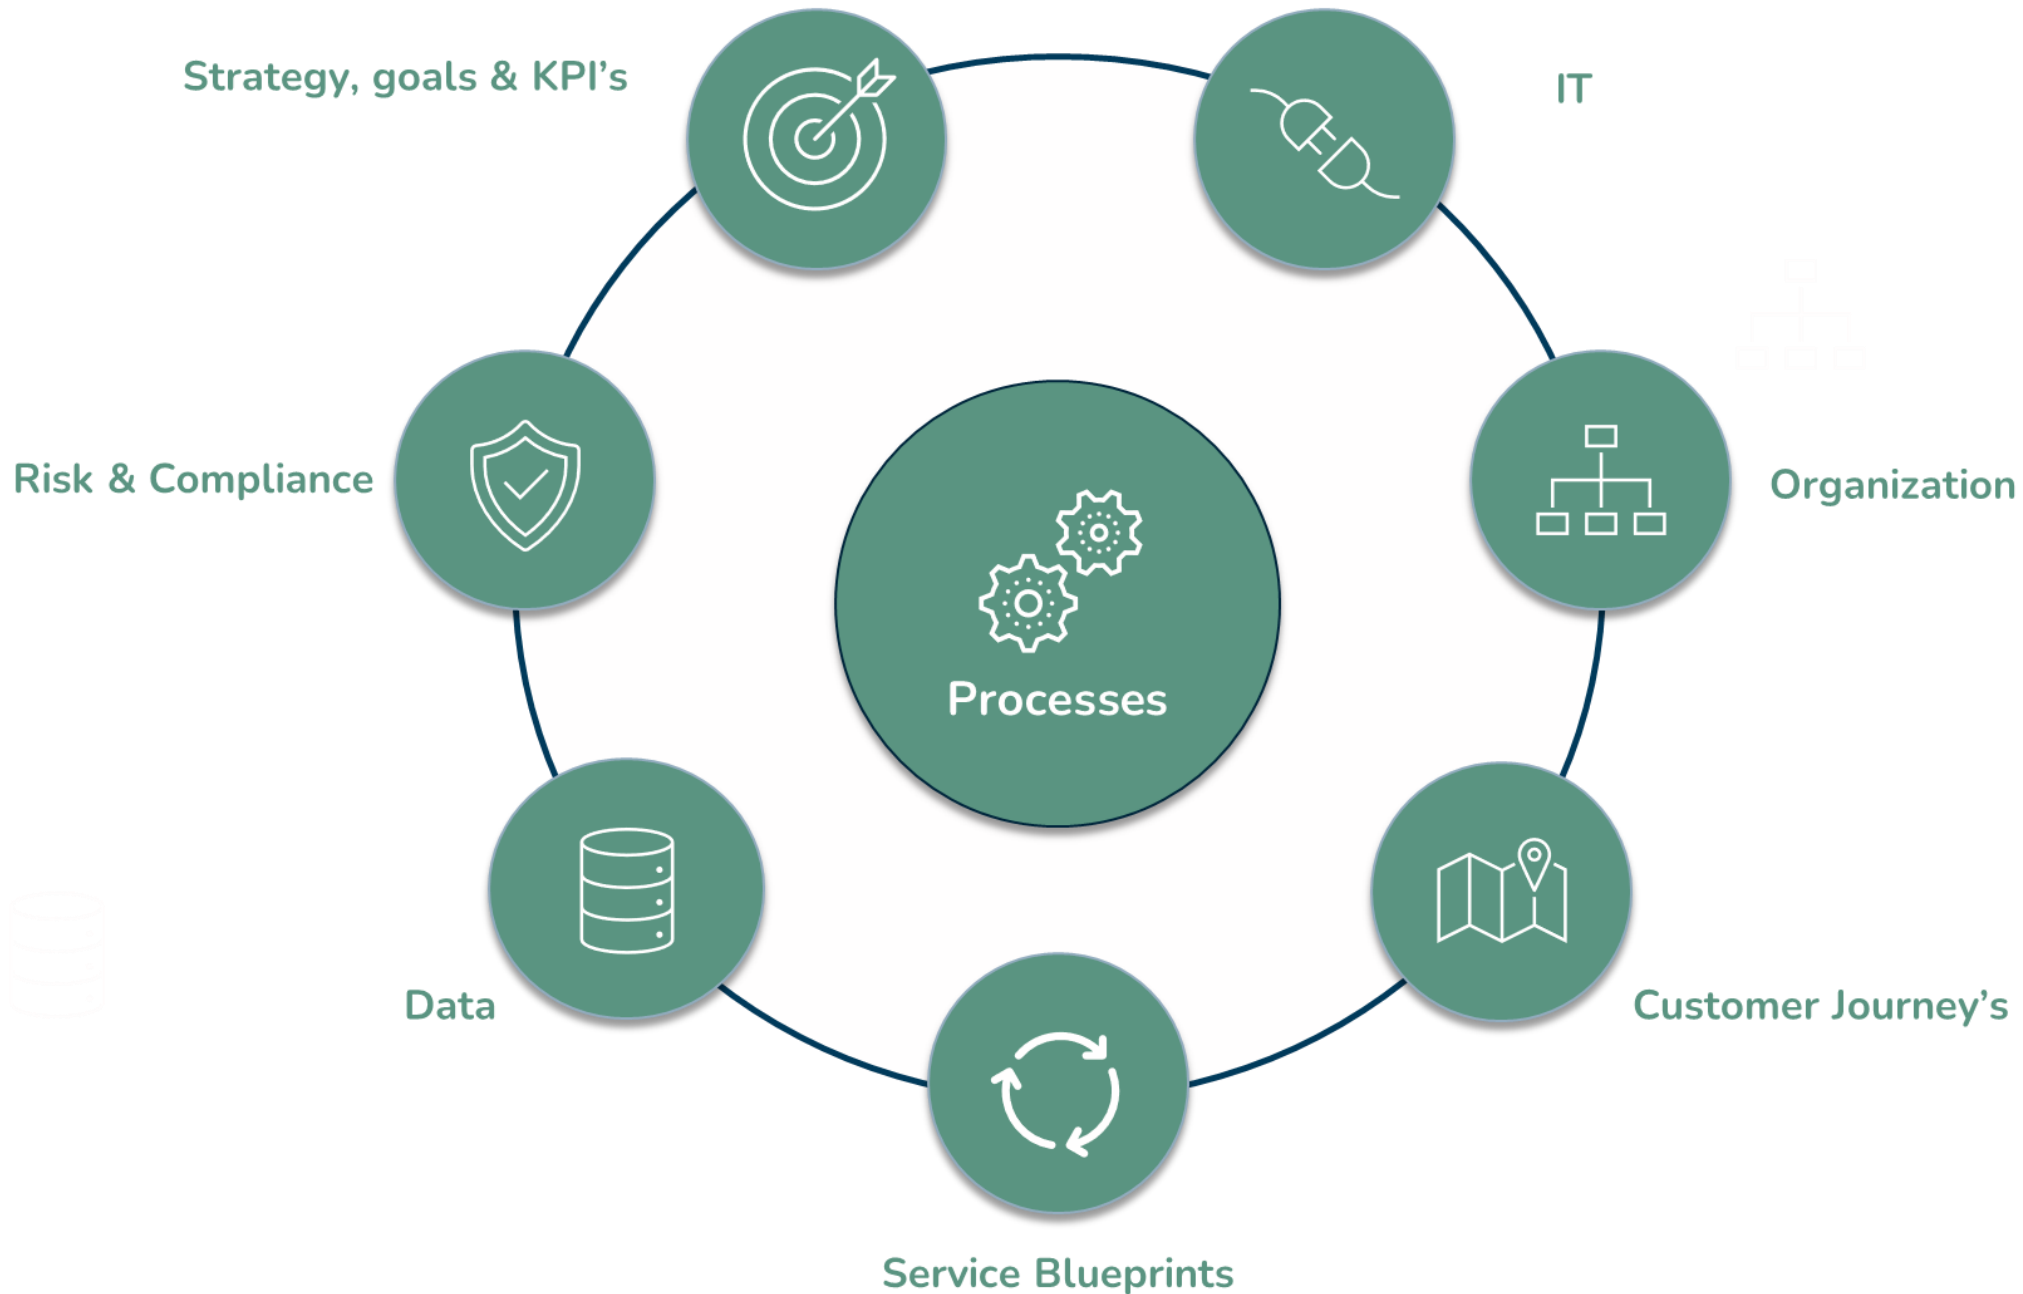 Strategy, goals & KPI’s
IT
Risk & Compliance
Organization
Processes
Data
Customer Journey’s
Service Blueprints